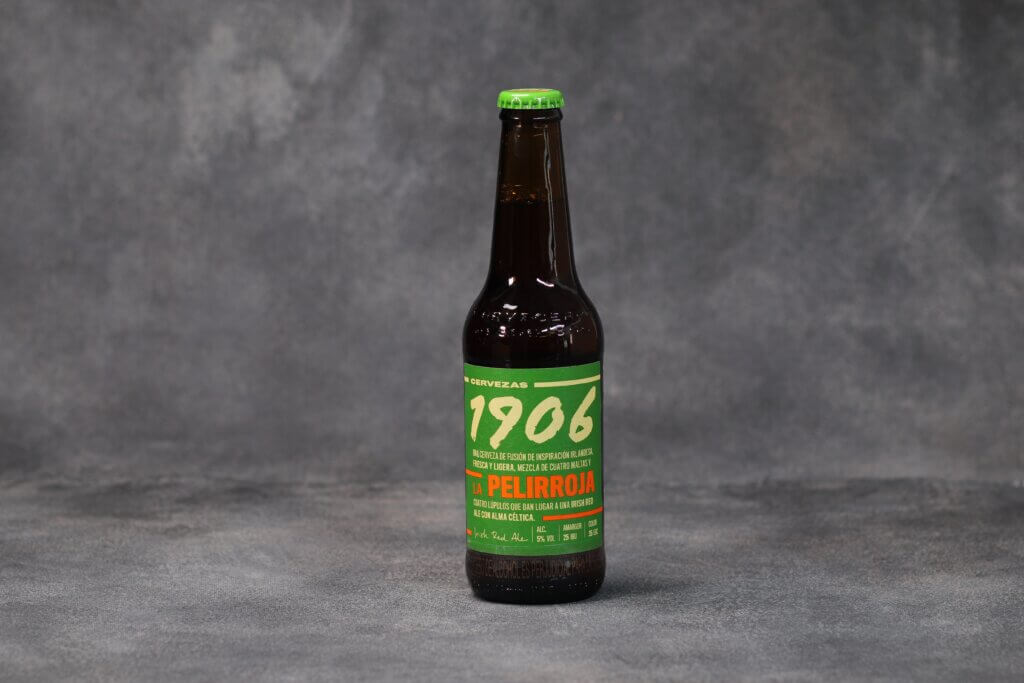 CERVEZAS
1906
UNA CERVEZA DE FUSIÓN DE INSPIRACIÓN IRLANDESA,
FRESCA Y LIGERA, MEZCLA DE CUATRO MALTAS Y
LA PELIRROJA
CUATRO LÚPULOS QUE DAN LUGAR A UNA IRISH RED
ALE CON ALMA CÉLTICA.
Irish Red Ale
ALC.
5% VOL
AMARGOR
25 IBU
COLOR